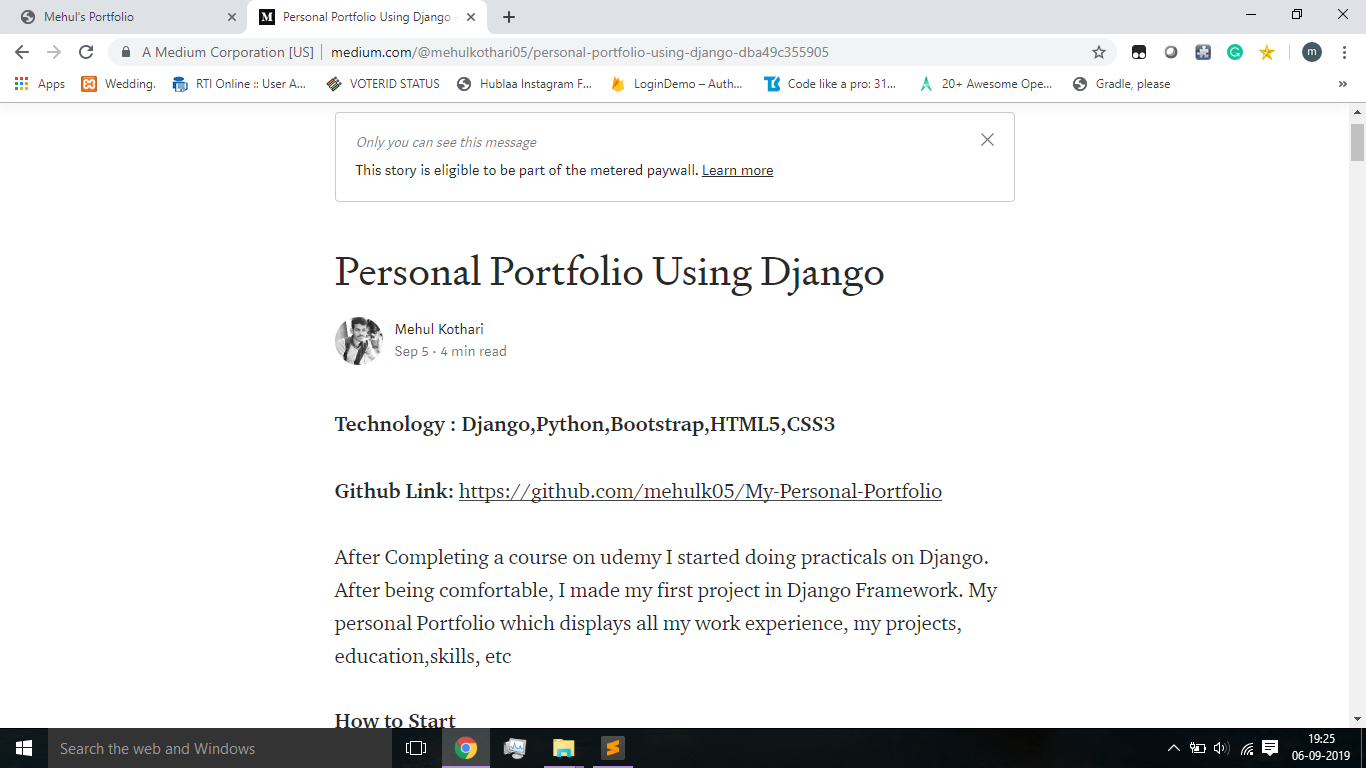 Mehul's Portfolio
Personal Portfolio Using Django -
A Medium Corporation [US] | medium.com/@mehulkothari05/personal-portfolio-using-django-dba49c355905
m
Apps
Wedding.
RTI Online :: User A...
VOTERID STATUS
Hublaa Instagram F...
LoginDemo – Auth...
Code like a pro: 31...
20+ Awesome Ope...
Gradle, please
»
Only you can see this message
This story is eligible to be part of the metered paywall. Learn more
Personal Portfolio Using Django
Mehul Kothari
Sep 5 · 4 min read
Technology : Django,Python,Bootstrap,HTML5,CSS3
Github Link: https://github.com/mehulk05/My-Personal-Portfolio
After Completing a course on udemy I started doing practicals on Django.
After being comfortable, I made my first project in Django Framework. My
personal Portfolio which displays all my work experience, my projects,
education,skills, etc
How to Start
Search the web and Windows
19:25
06-09-2019